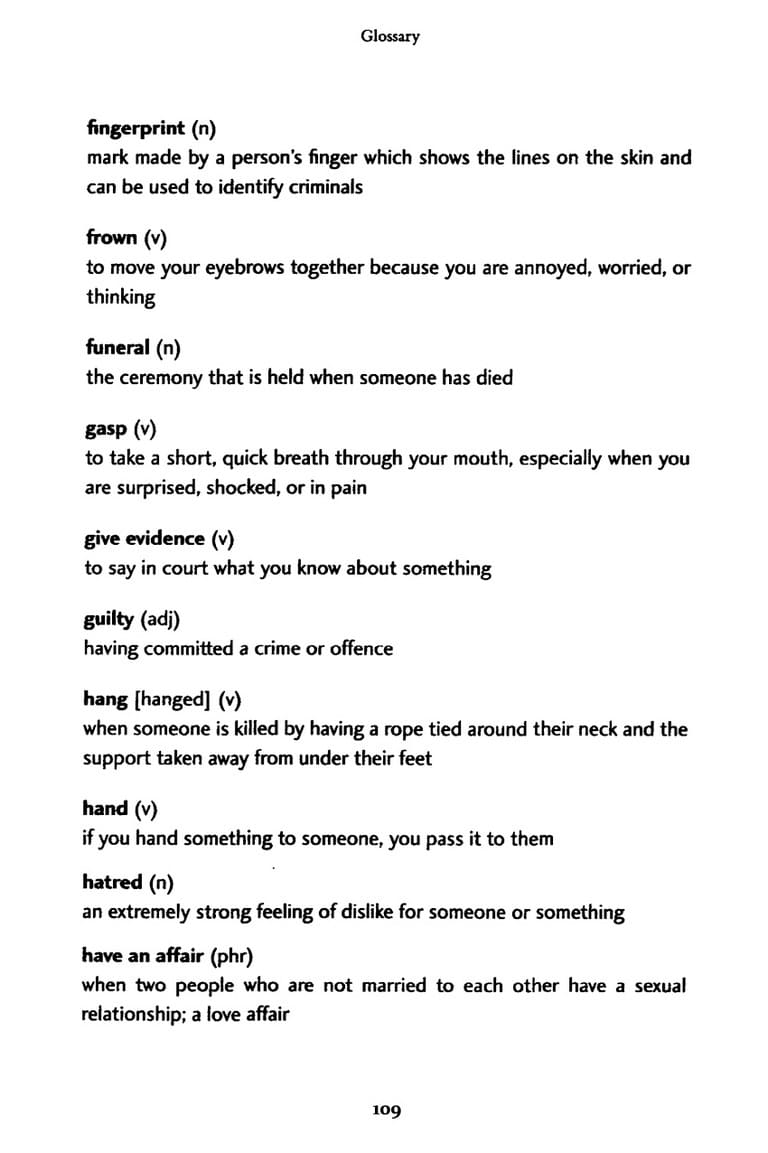 Glossary
fingerprint (n)
mark made by a person's finger which shows the lines on the skin and
can be used to identify criminals
frown (v)
to move your eyebrows together because you are annoyed, worried, or
thinking
funeral (n)
the ceremony that is held when someone has died
gasp (v)
to take a short, quick breath through your mouth, especially when you
are surprised, shocked, or in pain
give evidence (v)
to say in court what you know about something
guilty (adj)
having committed a crime or offence
hang [hanged] (v)
when someone is killed by having a rope tied around their neck and the
support taken away from under their feet
hand (v)
if you hand something to someone, you pass it to them
hatred (n)
an extremely strong feeling of dislike for someone or something
have an affair (phr)
when two people who are not married to each other have a sexual
relationship; a love affair
109